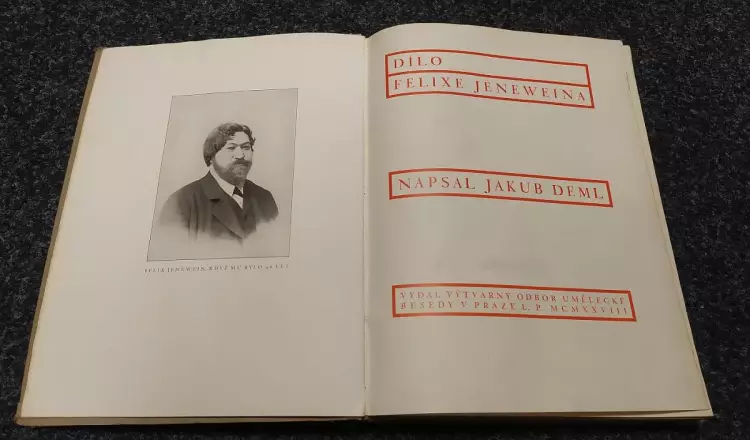 FELIX JENEWEIN, KDYŽ MU BYLO LET
DÍLO
FELIXE JENEWEINA
NAPSAL JAKUB DEML
VYDAL VÝTVARNÝ ODBOR UMĚLECKÉ
BESEDY V PRAZE L. P. MCMXXVIII